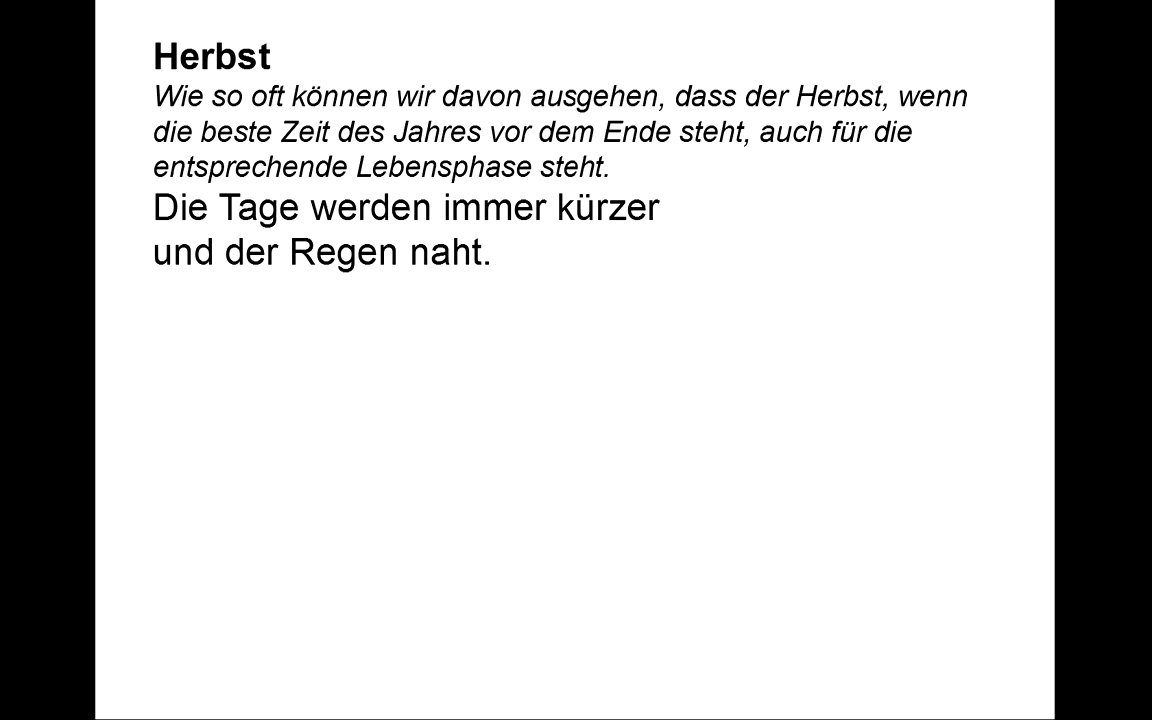 Herbst
Wie so oft können wir davon ausgehen, dass der Herbst, wenn
die beste Zeit des Jahres vor dem Ende steht, auch für die
entsprechende Lebensphase steht.
Die Tage werden immer kürzer
und der Regen naht.